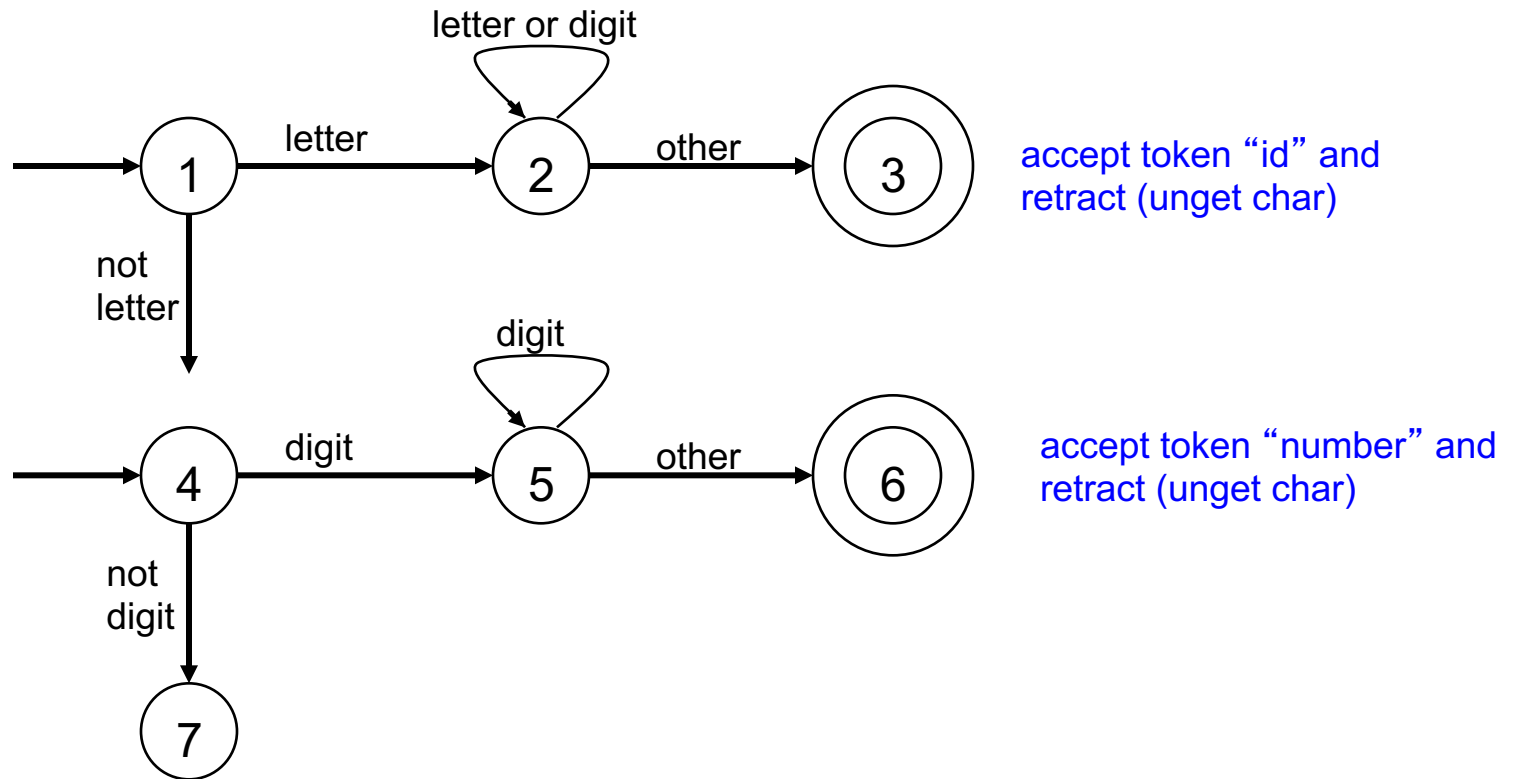 letter or digit
1
letter
2
other
3
accept token “id” and
retract (unget char)
not
letter
digit
4
digit
5
other
6
accept token “number” and
retract (unget char)
not
digit
7